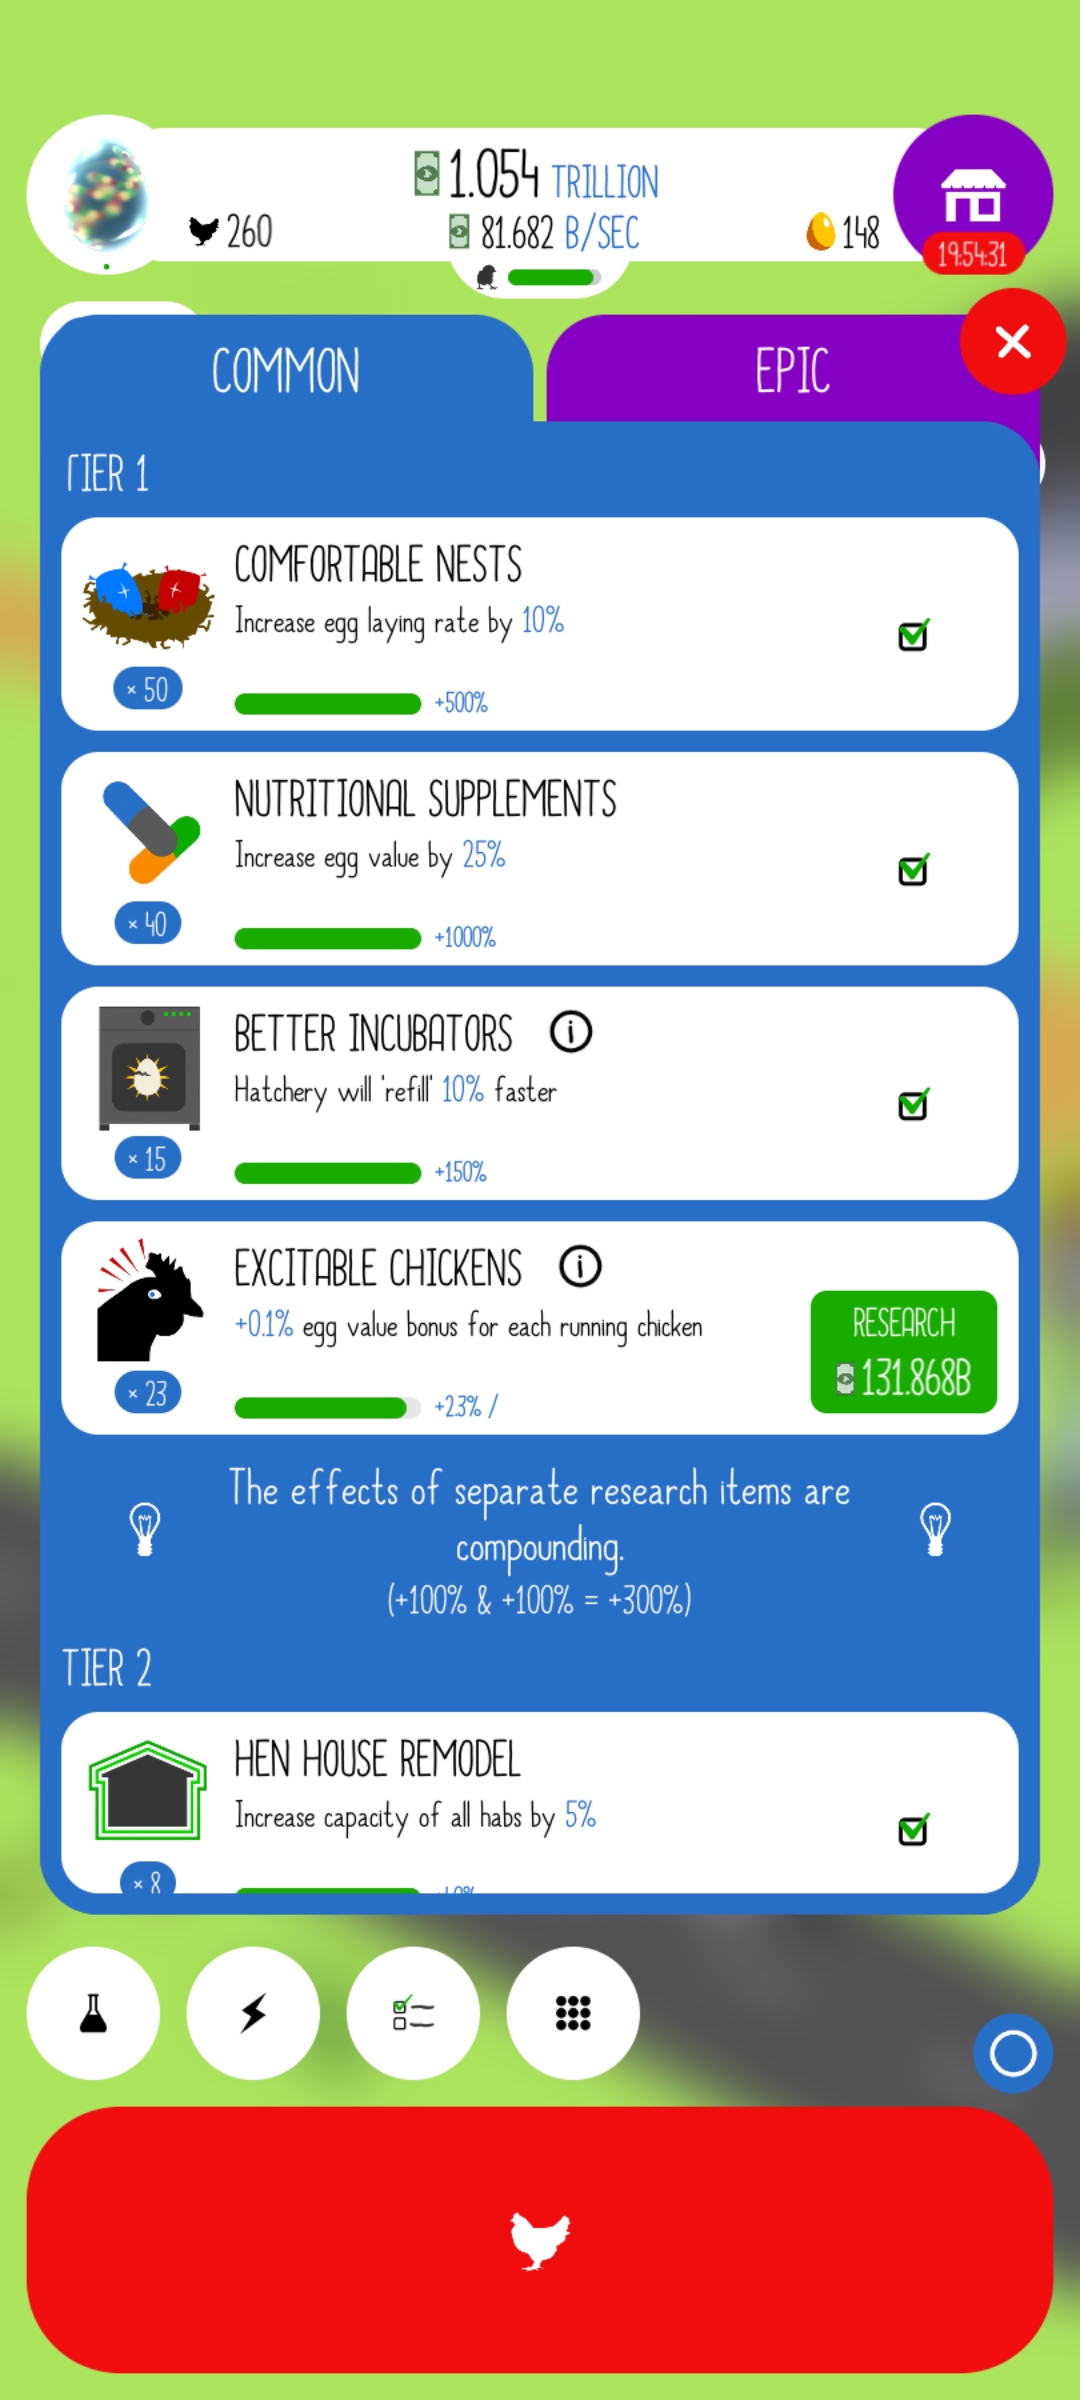 1.054 TRILLION
260
81.682 B/SEC
148
19:54:31
COMMON
EPIC
TIER 1
COMFORTABLE NESTS
Increase egg laying rate by 10%
× 50
+500%
NUTRITIONAL SUPPLEMENTS
Increase egg value by 25%
× 40
+1000%
BETTER INCUBATORS
Hatchery will 'refill' 10% faster
× 15
+150%
EXCITABLE CHICKENS
+0.1% egg value bonus for each running chicken
RESEARCH
131.868B
× 23
+2.3% /
The effects of separate research items are
compounding.
(+100% & +100% = +300%)
TIER 2
HEN HOUSE REMODEL
Increase capacity of all habs by 5%
× 8